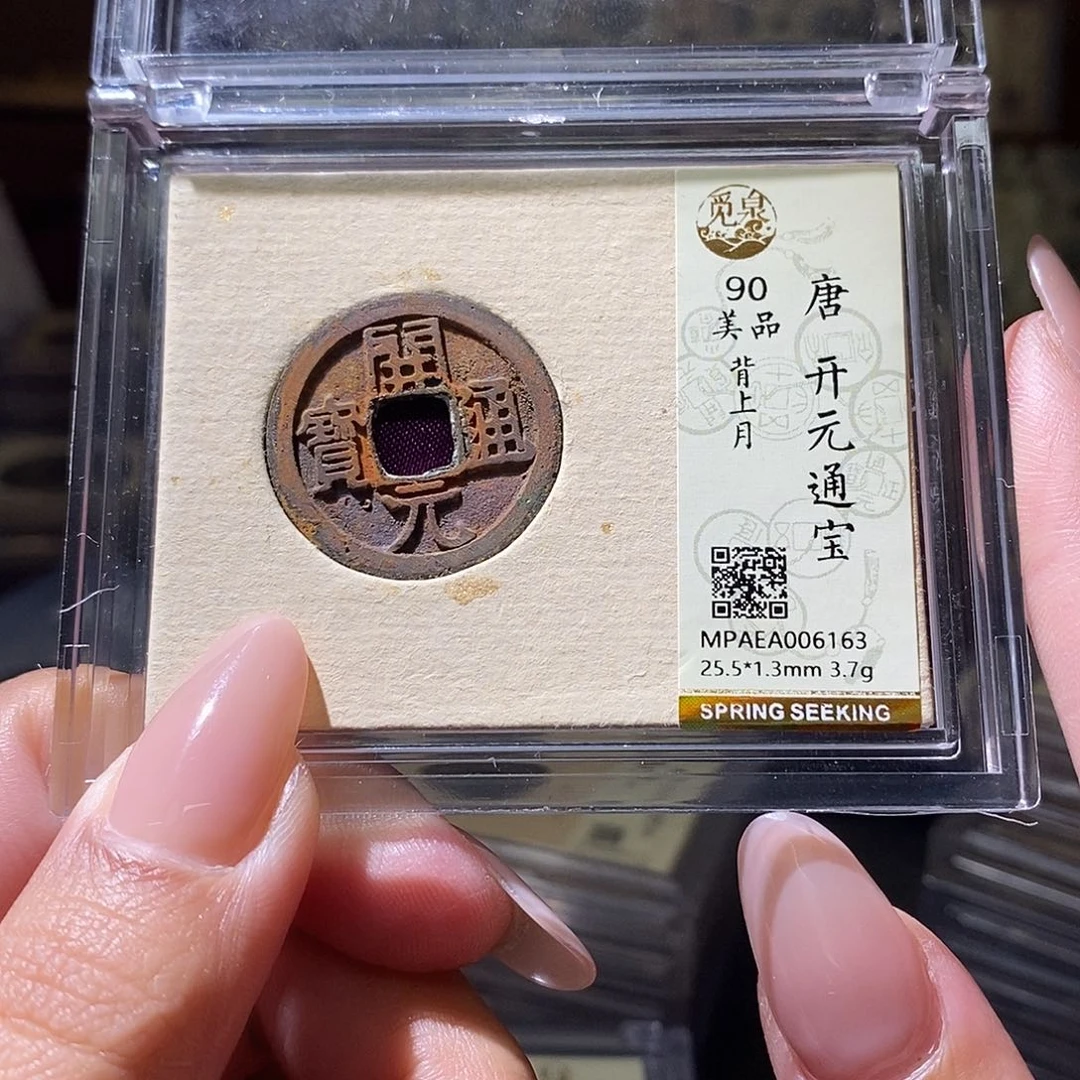 開通元寶
觅泉
90
美品
背上月
唐 开元通宝
MPAEA006163
25.5*1.3mm 3.7g
SPRING SEEKING